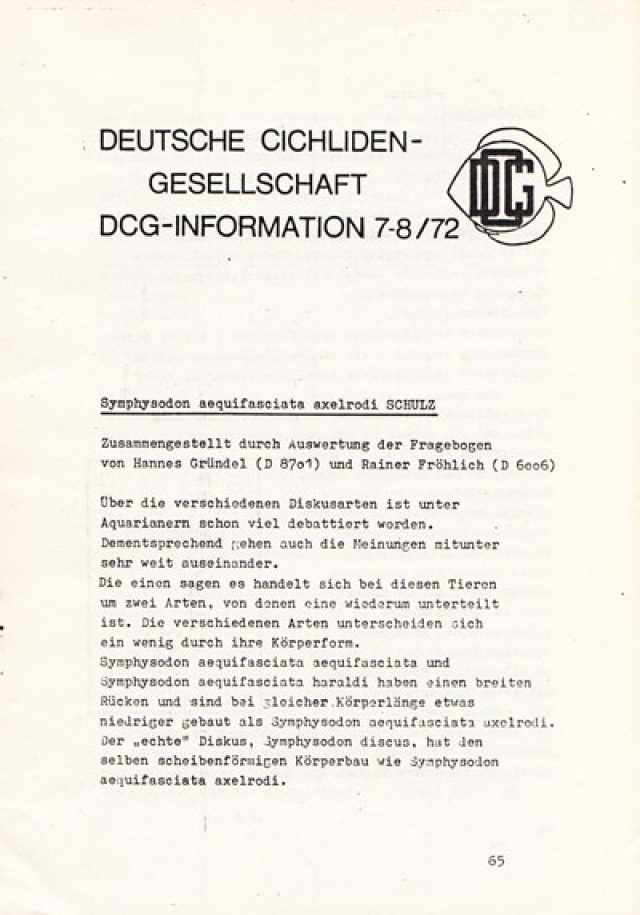 DEUTSCHE CICHLIDEN-
GESELLSCHAFT
DCG-INFORMATION 7-8/72
DCG
Symphysodon aequifasciata axelrodi SCHULZ
Zusammengestellt durch Auswertung der Fragebogen
von Hannes Gründel (D 87o1) und Rainer Fröhlich (D 6oo6)
Über die verschiedenen Diskusarten ist unter
Aquarianern schon viel debattiert worden.
Dementsprechend gehen auch die Meinungen mitunter
sehr weit auseinander.
Die einen sagen es handelt sich bei diesen Tieren
um zwei Arten, von denen eine wiederum unterteilt
ist. Die verschiedenen Arten unterscheiden sich
ein wenig durch ihre Körperform.
Symphysodon aequifasciata aequifasciata und
Symphysodon aequifasciata haraldi haben einen breiten
Rücken und sind bei gleicher Körperlänge etwas
niedriger gebaut als Symphysodon aequifasciata axelrodi.
Der „echte" Diskus, Symphysodon discus, hat den
selben scheibenförmigen Körperbau wie Symphysodon
aequifasciata axelrodi.
65